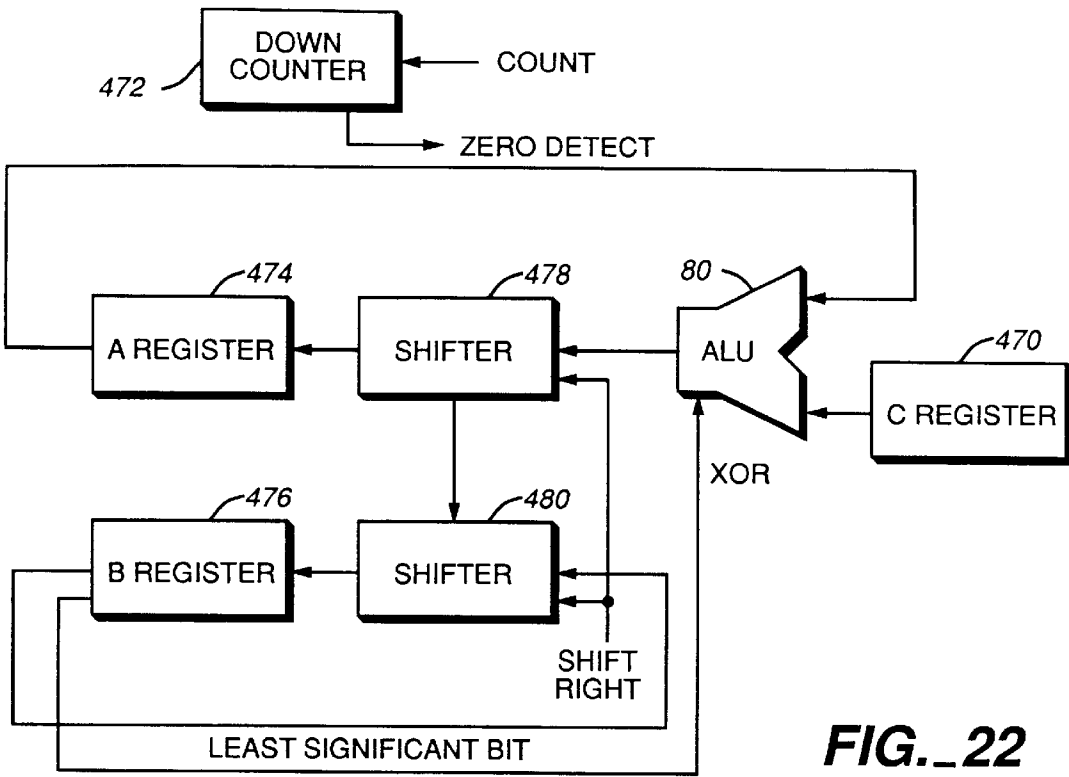 DOWN
COUNTER
472
COUNT
ZERO DETECT
474
478
80
470
A REGISTER
SHIFTER
ALU
C REGISTER
XOR
476
480
B REGISTER
SHIFTER
SHIFT
RIGHT
LEAST SIGNIFICANT BIT
FIG._22